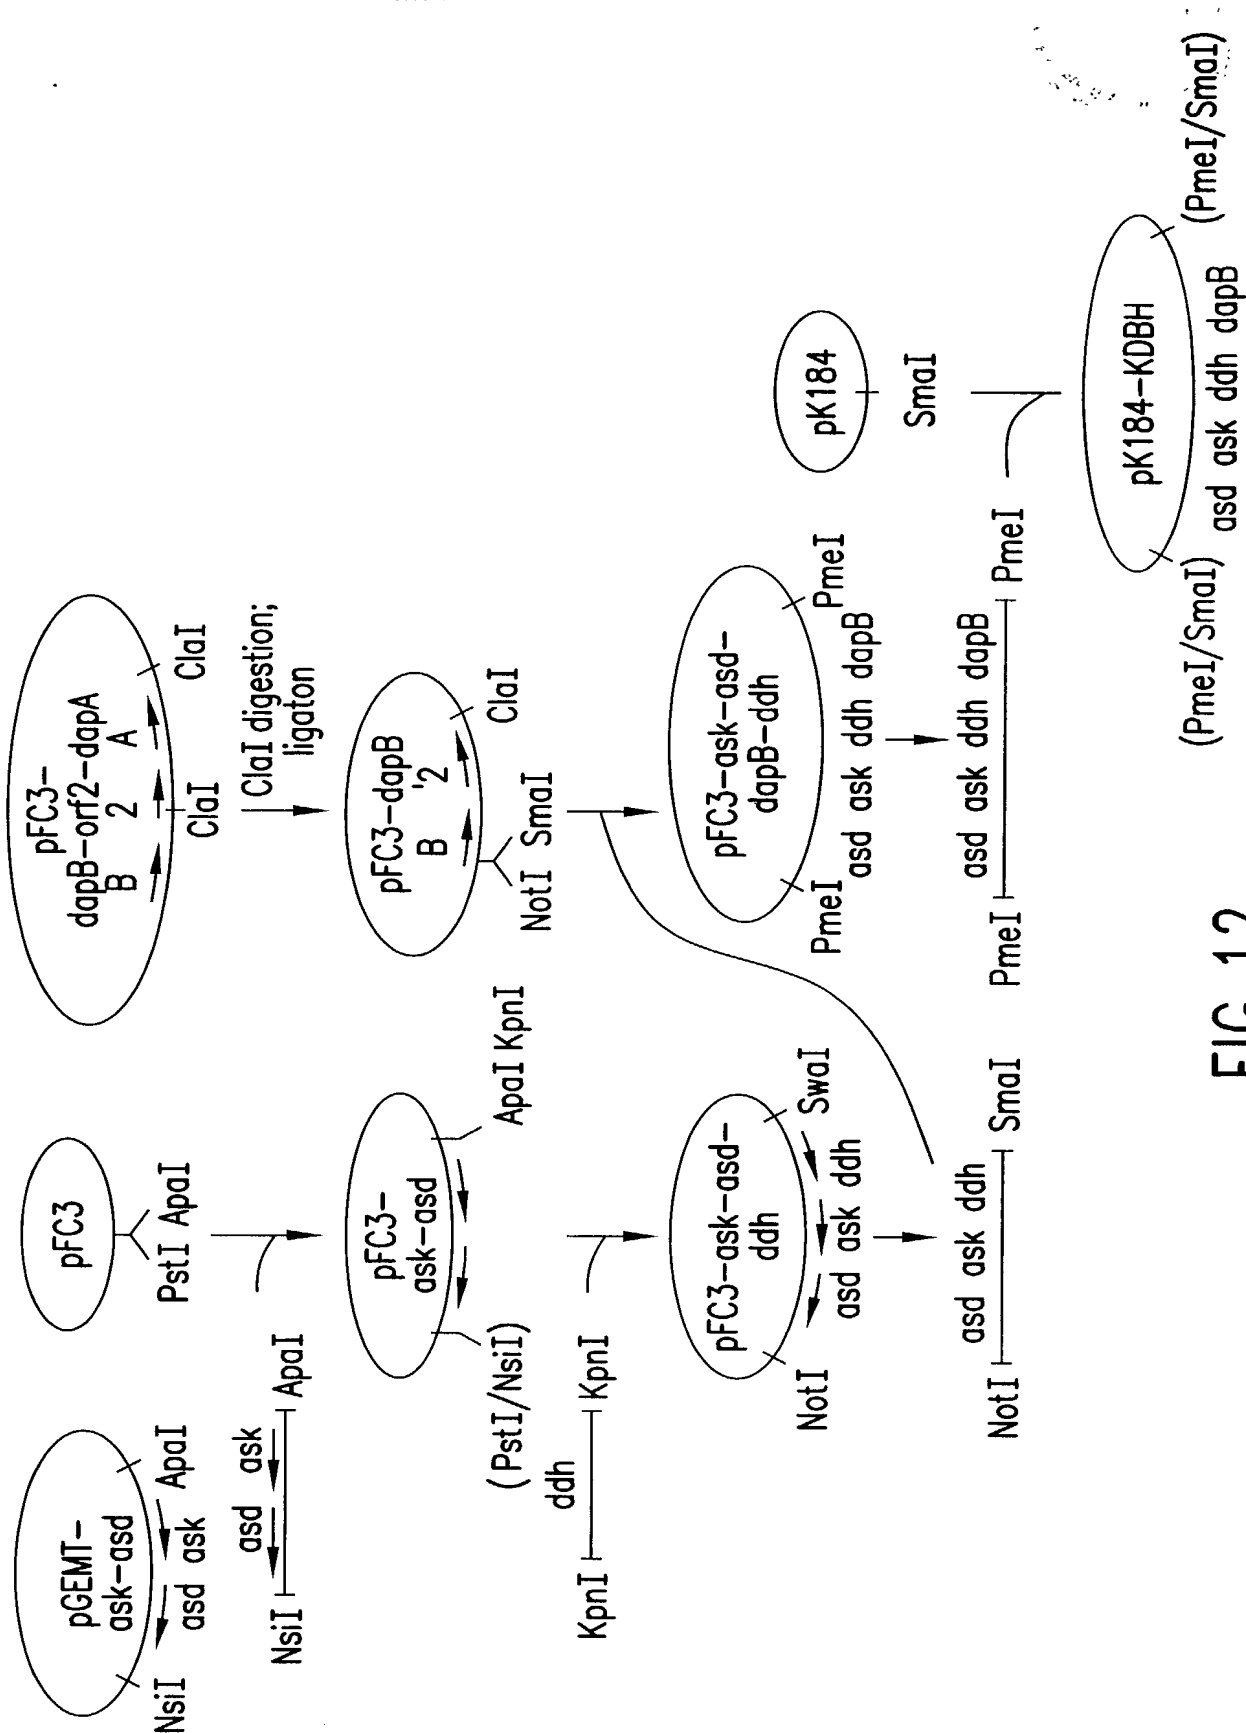 pGEMT-
ask-asd
NsiI
ApaI
asd ask
asd ask
NsiI
ApaI
pFC3
PstI ApaI
pFC3-
ask-asd
(PstI/NsiI)
ApaI KpnI
ddh
KpnI
KpnI
pFC3-ask-asd-
ddh
NotI
SwaI
asd ask ddh
asd ask ddh
NotI
SmaI
pFC3-
dapB-orf2-dapA
B 2 A
ClaI
ClaI
ClaI digestion;
ligaton
pFC3-dapB
B '2
NotI SmaI
ClaI
pFC3-ask-asd-
dapB-ddh
PmeI
PmeI
asd ask ddh dapB
asd ask ddh dapB
PmeI
PmeI
pK184
SmaI
pK184-KDBH
(PmeI/SmaI)
(PmeI/SmaI)
asd ask ddh dapB
FIG. 12